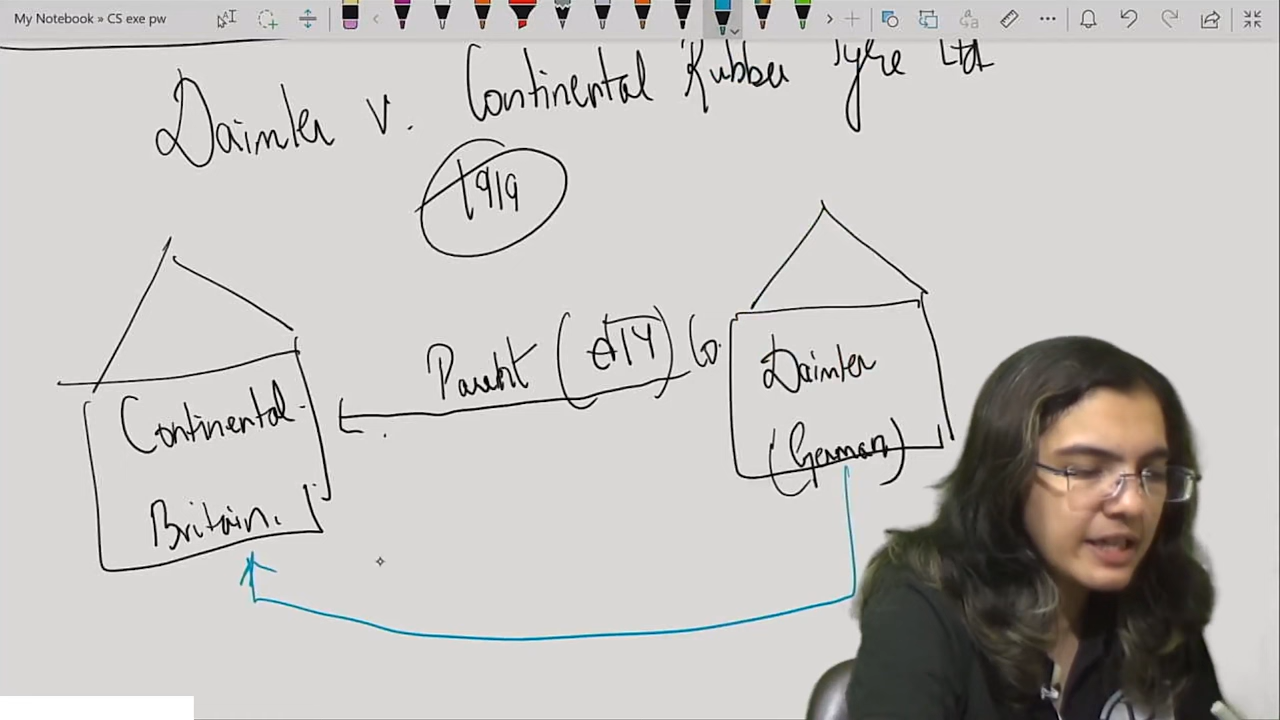 My Notebook » CS exe pw
Daimler v. Continental Rubber Tyre Ltd
1919
Parent ( ) Co.
Continental
Britain.
Daimler
(German)